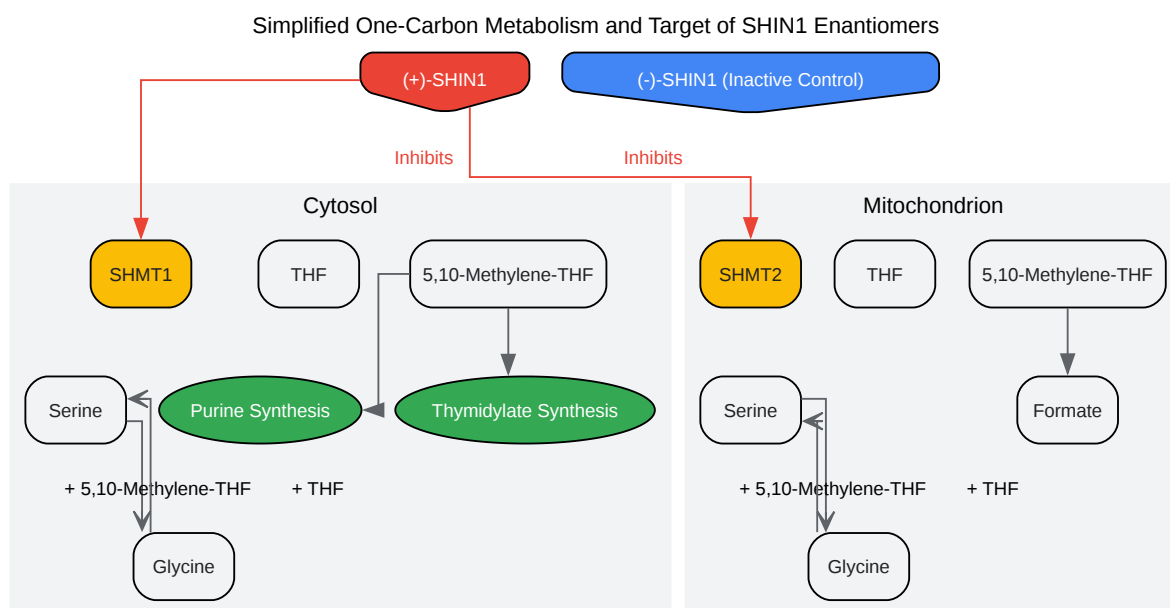 Simplified One-Carbon Metabolism and Target of SHIN1 Enantiomers
(+)-SHIN1
(-)-SHIN1 (Inactive Control)
Inhibits
Inhibits
Cytosol
Mitochondrion
SHMT1
THF
5,10-Methylene-THF
SHMT2
THF
5,10-Methylene-THF
Serine
Purine Synthesis
Thymidylate Synthesis
Serine
Formate
+ 5,10-Methylene-THF
+ THF
+ 5,10-Methylene-THF
+ THF
Glycine
Glycine